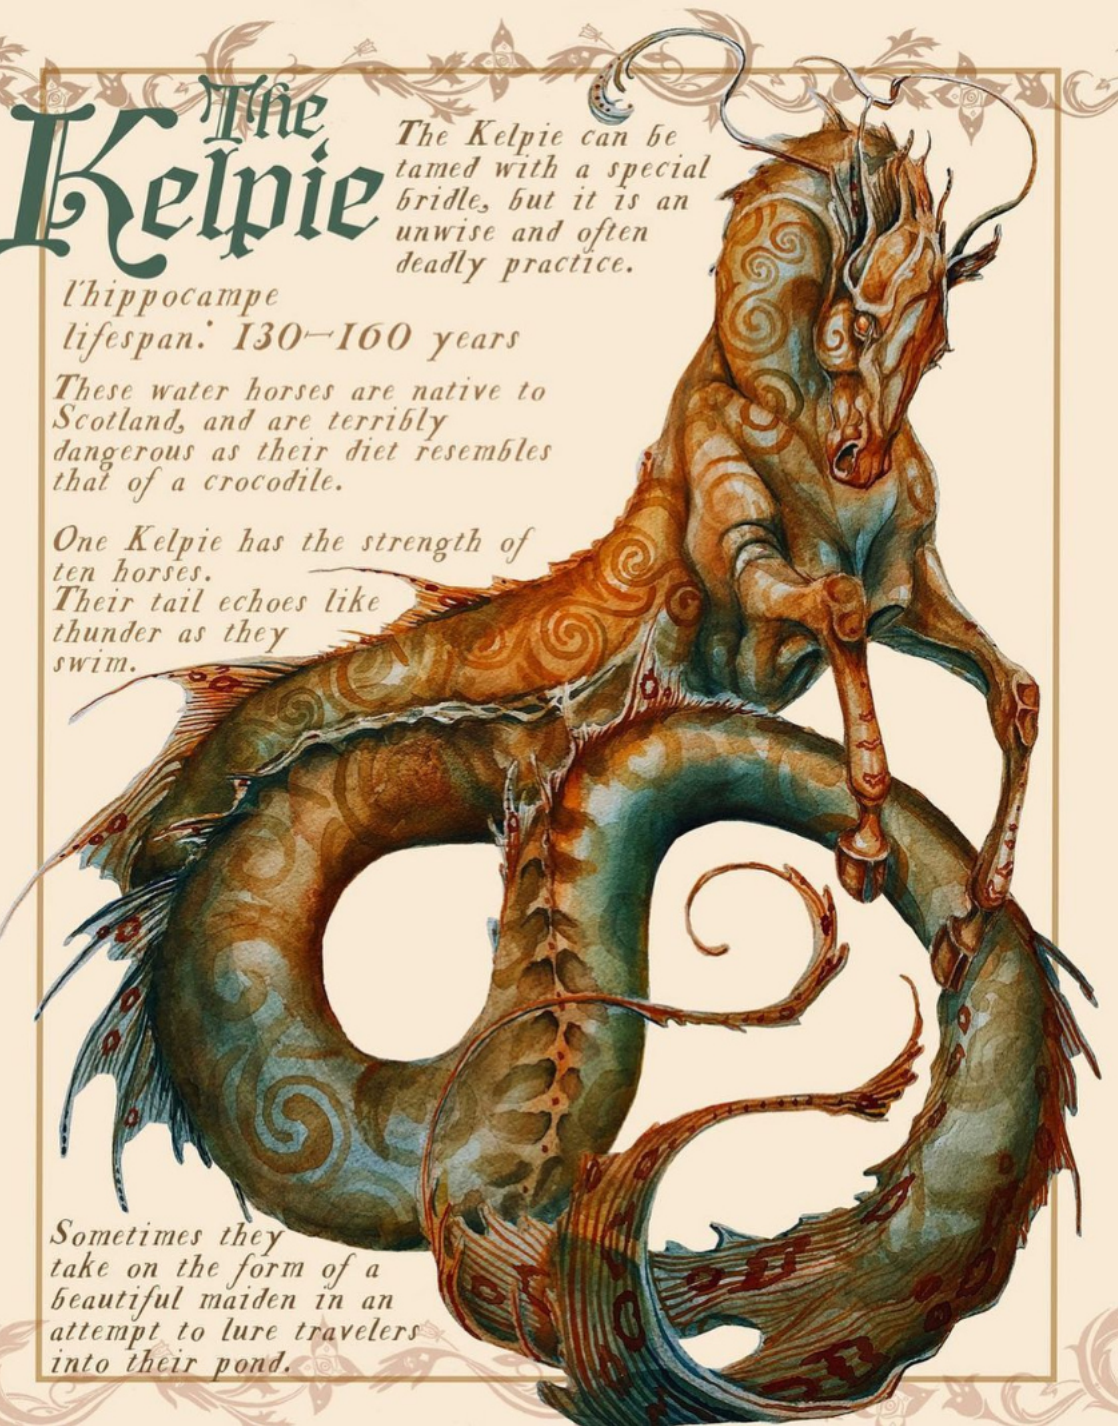 The
Kelpie
The Kelpie can be
tamed with a special
bridle, but it is an
unwise and often
deadly practice.
l'hippocampe
lifespan: 130–160 years
These water horses are native to
Scotland, and are terribly
dangerous as their diet resembles
that of a crocodile.
One Kelpie has the strength of
ten horses.
Their tail echoes like
thunder as they
swim.
Sometimes they
take on the form of a
beautiful maiden in an
attempt to lure travelers
into their pond.